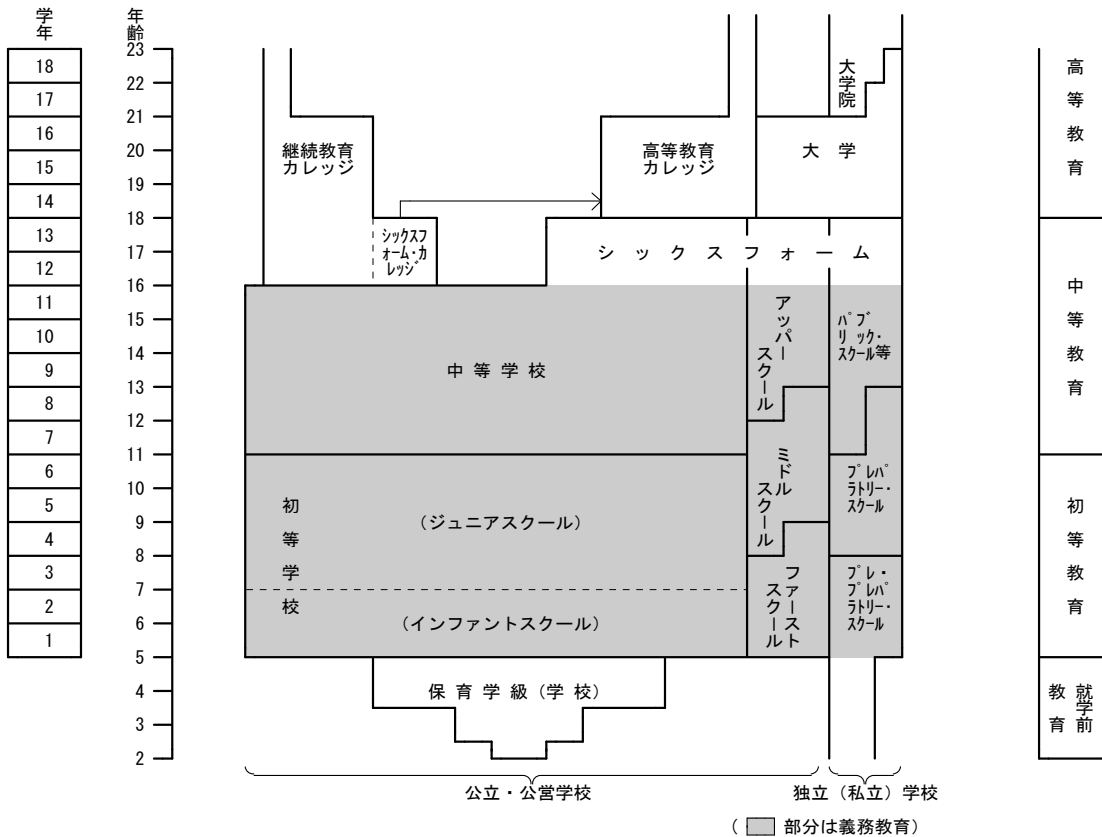 学年
年齢
18
17
16
15
14
13
12
11
10
9
8
7
6
5
4
3
2
1
23
22
21
20
19
18
17
16
15
14
13
12
11
10
9
8
7
6
5
4
3
2
継続教育
カレッジ
シックスフ
ォーム・カ
レッジ
高等教育
カレッジ
大学院
大学
シックスフォーム
中等学校
アッパー
スクール
パブ
リック・
スクール等
ミドル
スクール
プレパ
ラトリー・
スクール
初等学校
(ジュニアスクール)
(インファントスクール)
ファースト
スクール
プレ・
プレパ
ラトリー・
スクール
保育学級(学校)
高等教育
中等教育
初等教育
就学前
教育
公立・公営学校
独立(私立)学校
( 部分は義務教育)